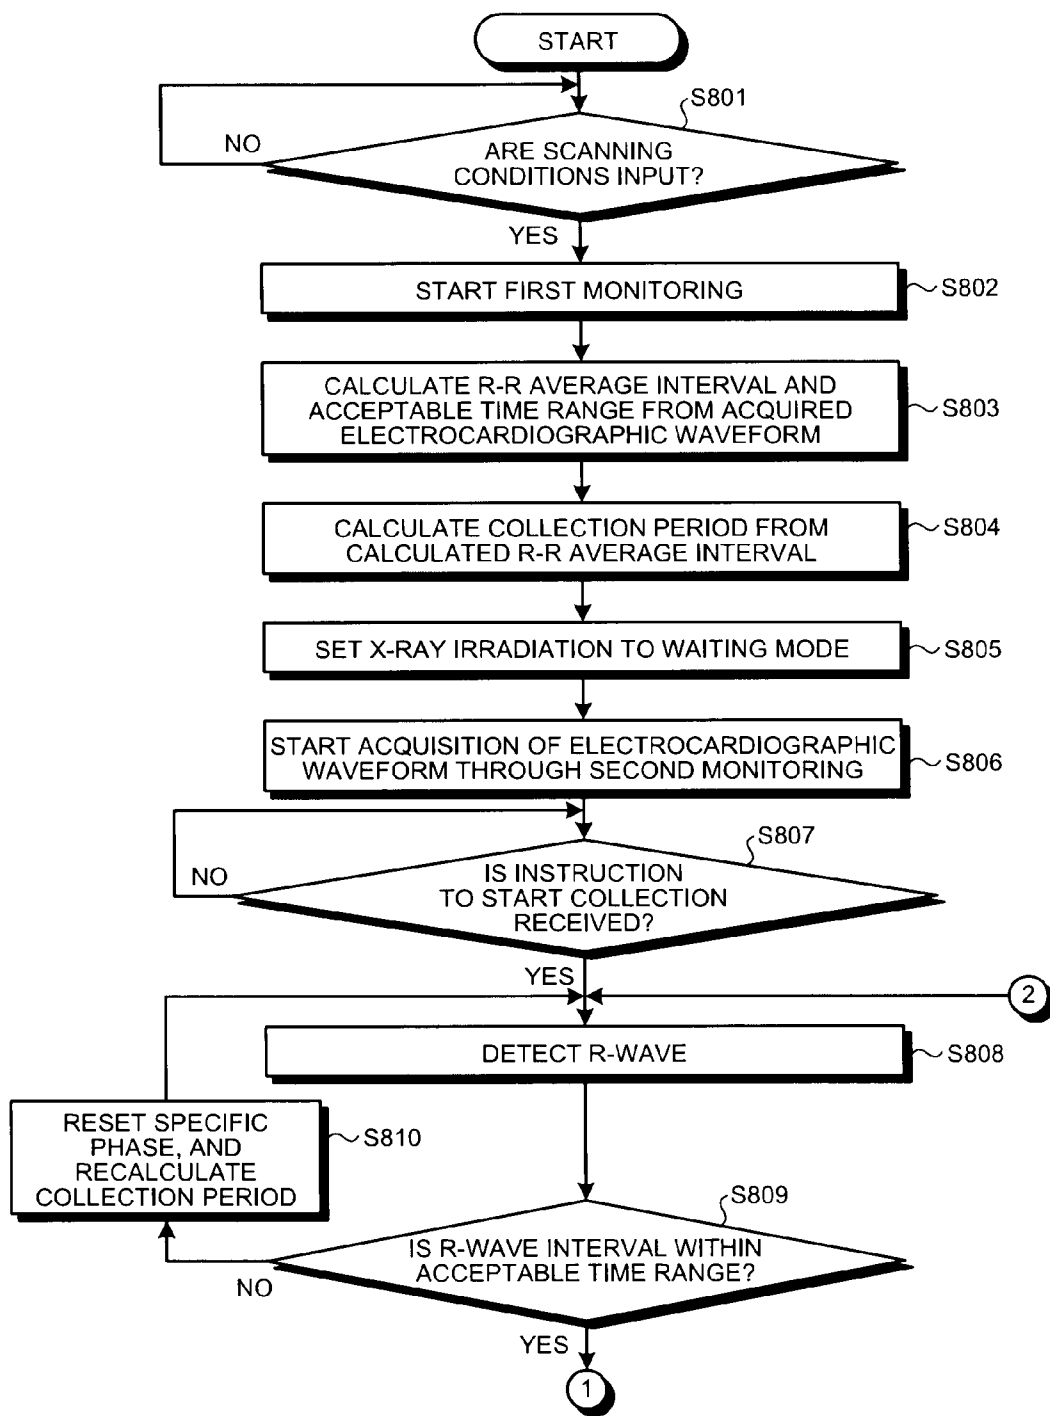 START
S801
NO
ARE SCANNING
CONDITIONS INPUT?
YES
START FIRST MONITORING
S802
CALCULATE R-R AVERAGE INTERVAL AND
ACCEPTABLE TIME RANGE FROM ACQUIRED
ELECTROCARDIOGRAPHIC WAVEFORM
S803
CALCULATE COLLECTION PERIOD FROM
CALCULATED R-R AVERAGE INTERVAL
S804
SET X-RAY IRRADIATION TO WAITING MODE
S805
START ACQUISITION OF ELECTROCARDIOGRAPHIC
WAVEFORM THROUGH SECOND MONITORING
S806
S807
NO
IS INSTRUCTION
TO START COLLECTION
RECEIVED?
YES
2
DETECT R-WAVE
S808
RESET SPECIFIC
PHASE, AND
RECALCULATE
COLLECTION PERIOD
S810
S809
IS R-WAVE INTERVAL WITHIN
ACCEPTABLE TIME RANGE?
NO
YES
1